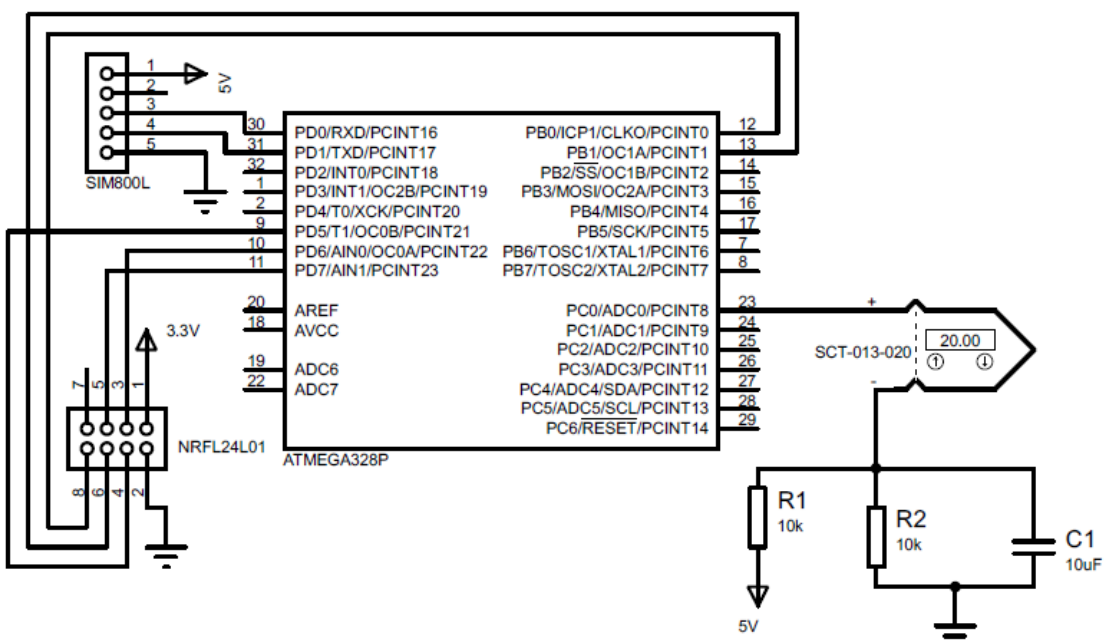 1
2
3
4
5
5V
SIM800L
30 PD0/RXD/PCINT16
31 PD1/TXD/PCINT17
32 PD2/INT0/PCINT18
1 PD3/INT1/OC2B/PCINT19
2 PD4/T0/XCK/PCINT20
9 PD5/T1/OC0B/PCINT21
10 PD6/AIN0/OC0A/PCINT22
11 PD7/AIN1/PCINT23
20 AREF
18 AVCC
19 ADC6
22 ADC7
PB0/ICP1/CLKO/PCINT0 12
PB1/OC1A/PCINT1 13
PB2/SS/OC1B/PCINT2 14
PB3/MOSI/OC2A/PCINT3 15
PB4/MISO/PCINT4 16
PB5/SCK/PCINT5 17
PB6/TOSC1/XTAL1/PCINT6 7
PB7/TOSC2/XTAL2/PCINT7 8
PC0/ADC0/PCINT8 23
PC1/ADC1/PCINT9 24
PC2/ADC2/PCINT10 25
PC3/ADC3/PCINT11 26
PC4/ADC4/SDA/PCINT12 27
PC5/ADC5/SCL/PCINT13 28
PC6/RESET/PCINT14 29
ATMEGA328P
3.3V
7 5 3 1
NRFL24L01
8 6 4 2
+
SCT-013-020
20.00
-
R1
10k
5V
R2
10k
C1
10uF